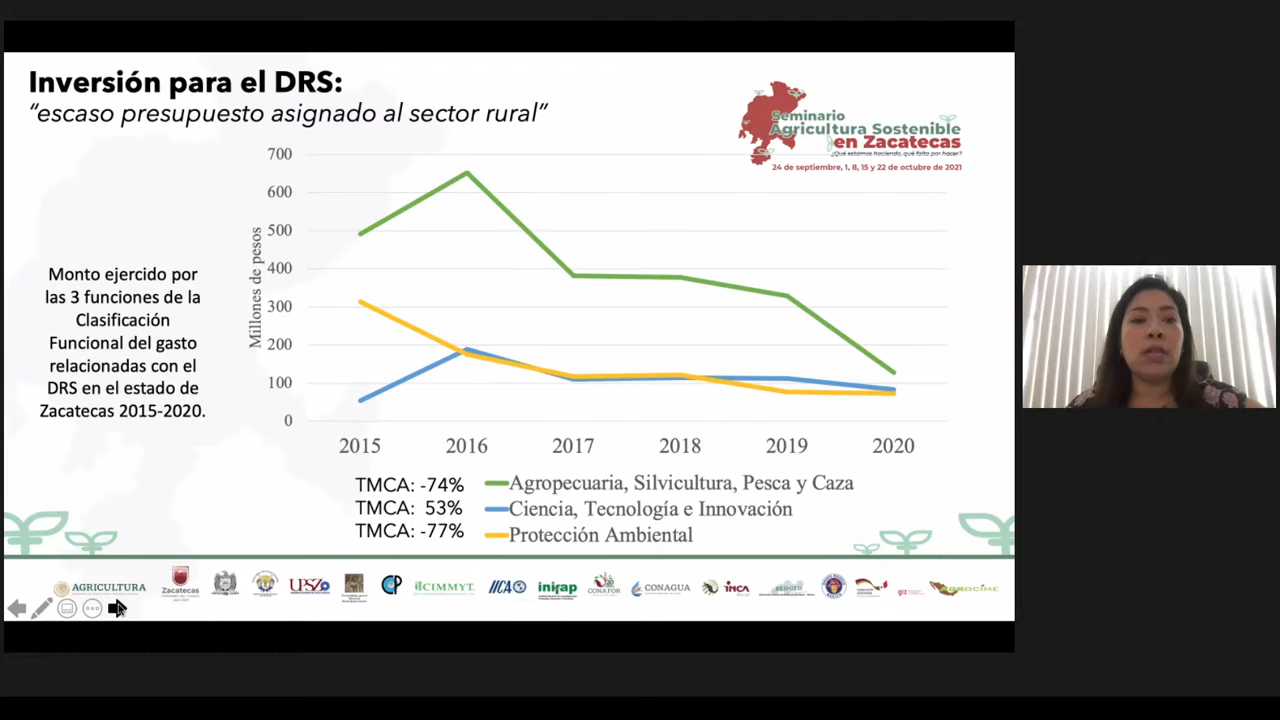 Inversión para el DRS:
“escaso presupuesto asignado al sector rural”
Seminario
Agricultura Sostenible
en Zacatecas
¿Qué estamos haciendo, qué falta por hacer?
24 de septiembre, 1, 8, 15 y 22 de octubre de 2021
Monto ejercido por
las 3 funciones de la
Clasificación
Funcional del gasto
relacionadas con el
DRS en el estado de
Zacatecas 2015-2020.
Millones de pesos
700
600
500
400
300
200
100
0
2015 2016 2017 2018 2019 2020
TMCA: -74% Agropecuaria, Silvicultura, Pesca y Caza
TMCA: 53% Ciencia, Tecnología e Innovación
TMCA: -77% Protección Ambiental
AGRICULTURA
Zacatecas
CP
CIMMYT
IICA
inifap
CONAFOR
CONAGUA
INCA
giz